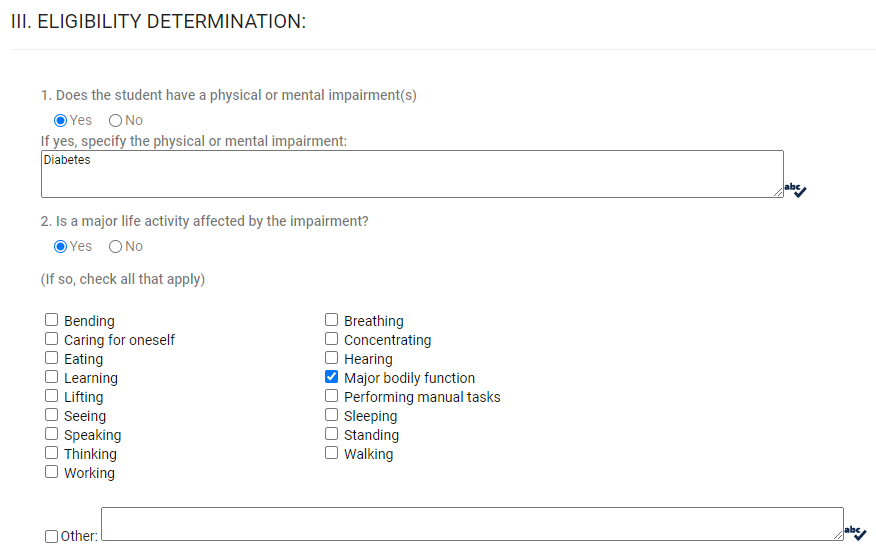 III. ELIGIBILITY DETERMINATION:
1. Does the student have a physical or mental impairment(s)
Yes No
If yes, specify the physical or mental impairment:
Diabetes
abc
2. Is a major life activity affected by the impairment?
Yes No
(If so, check all that apply)
Bending Breathing
Caring for oneself Concentrating
Eating Hearing
Learning Major bodily function
Lifting Performing manual tasks
Seeing Sleeping
Speaking Standing
Thinking Walking
Working
Other:
abc